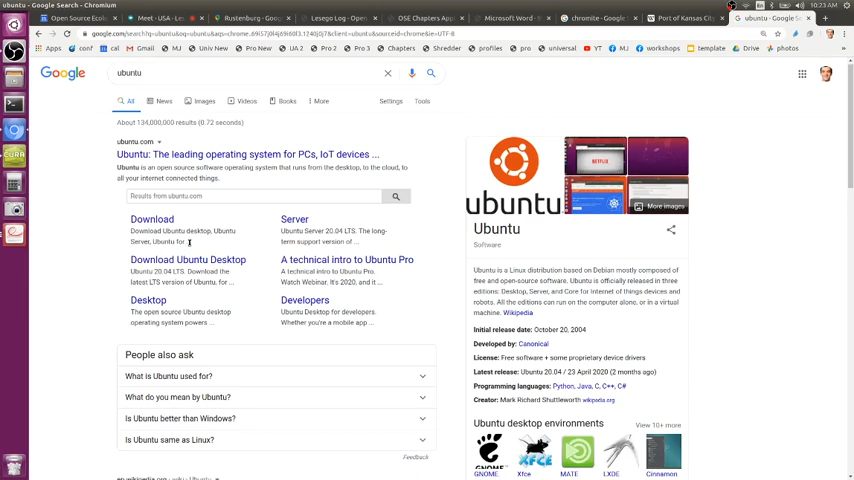 ubuntu - Google Search - Chromium
En
10:23 AM
Open Source Ecolo
Meet - USA - Les
Rustenburg - Goog
Lesego Log - Open
OSE Chapters App
Microsoft Word -
chromite - Google S
Port of Kansas City
ubuntu - Google Se
Apps
conf
cal
Gmail
MJ
Univ New
Pro New
UA 2
Pro 2
Pro 3
Chapters
Shredder
profiles
pro
universal
YT
MJ
workshops
template
Drive
photos
Google
ubuntu
All
News
Images
Videos
Books
More
Settings
Tools
About 134,000,000 results (0.72 seconds)
ubuntu.com
Ubuntu: The leading operating system for PCs, IoT devices ...
Ubuntu is an open source software operating system that runs from the desktop, to the cloud, to
all your internet connected things.
Results from ubuntu.com
Download
Download Ubuntu desktop, Ubuntu
Server, Ubuntu for ...
Server
Ubuntu Server 20.04 LTS. The long-
term support version of ...
Download Ubuntu Desktop
Ubuntu 20.04 LTS. Download the
latest LTS version of Ubuntu, for ...
A technical intro to Ubuntu Pro
A technical intro to Ubuntu Pro.
Watch Webinar. It's 2020, and it ...
Desktop
The open source Ubuntu desktop
operating system powers ...
Developers
Ubuntu Desktop for developers.
Whether you're a mobile app ...
People also ask
What is Ubuntu used for?
What do you mean by Ubuntu?
Is Ubuntu better than Windows?
Is Ubuntu same as Linux?
Feedback
en.wikipedia.org › wiki › Ubuntu
NETFLIX
ubuntu
More images
Ubuntu
Software
Ubuntu is a Linux distribution based on Debian mostly composed of
free and open-source software. Ubuntu is officially released in three
editions: Desktop, Server, and Core for Internet of things devices and
robots. All the editions can run on the computer alone, or in a virtual
machine. Wikipedia
Initial release date: October 20, 2004
Developed by: Canonical
License: Free software + some proprietary device drivers
Latest release: Ubuntu 20.04 / 23 April 2020 (2 months ago)
Programming languages: Python, Java, C, C++, C#
Creator: Mark Richard Shuttleworth wikipedia.org
Ubuntu desktop environments
View 10+ more
GNOME
Xfce
MATE
LXDE
Cinnamon
CURA